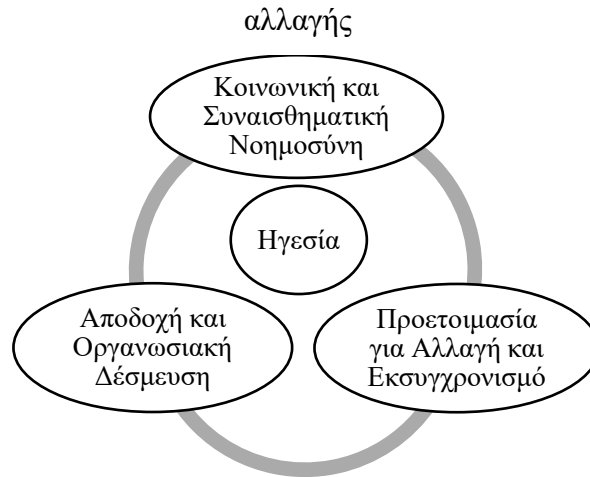 αλλαγής
Κοινωνική και
Συναισθηματική
Νοημοσύνη
Ηγεσία
Αποδοχή και
Οργανωσιακή
Δέσμευση
Προετοιμασία
για Αλλαγή και
Εκσυγχρονισμό